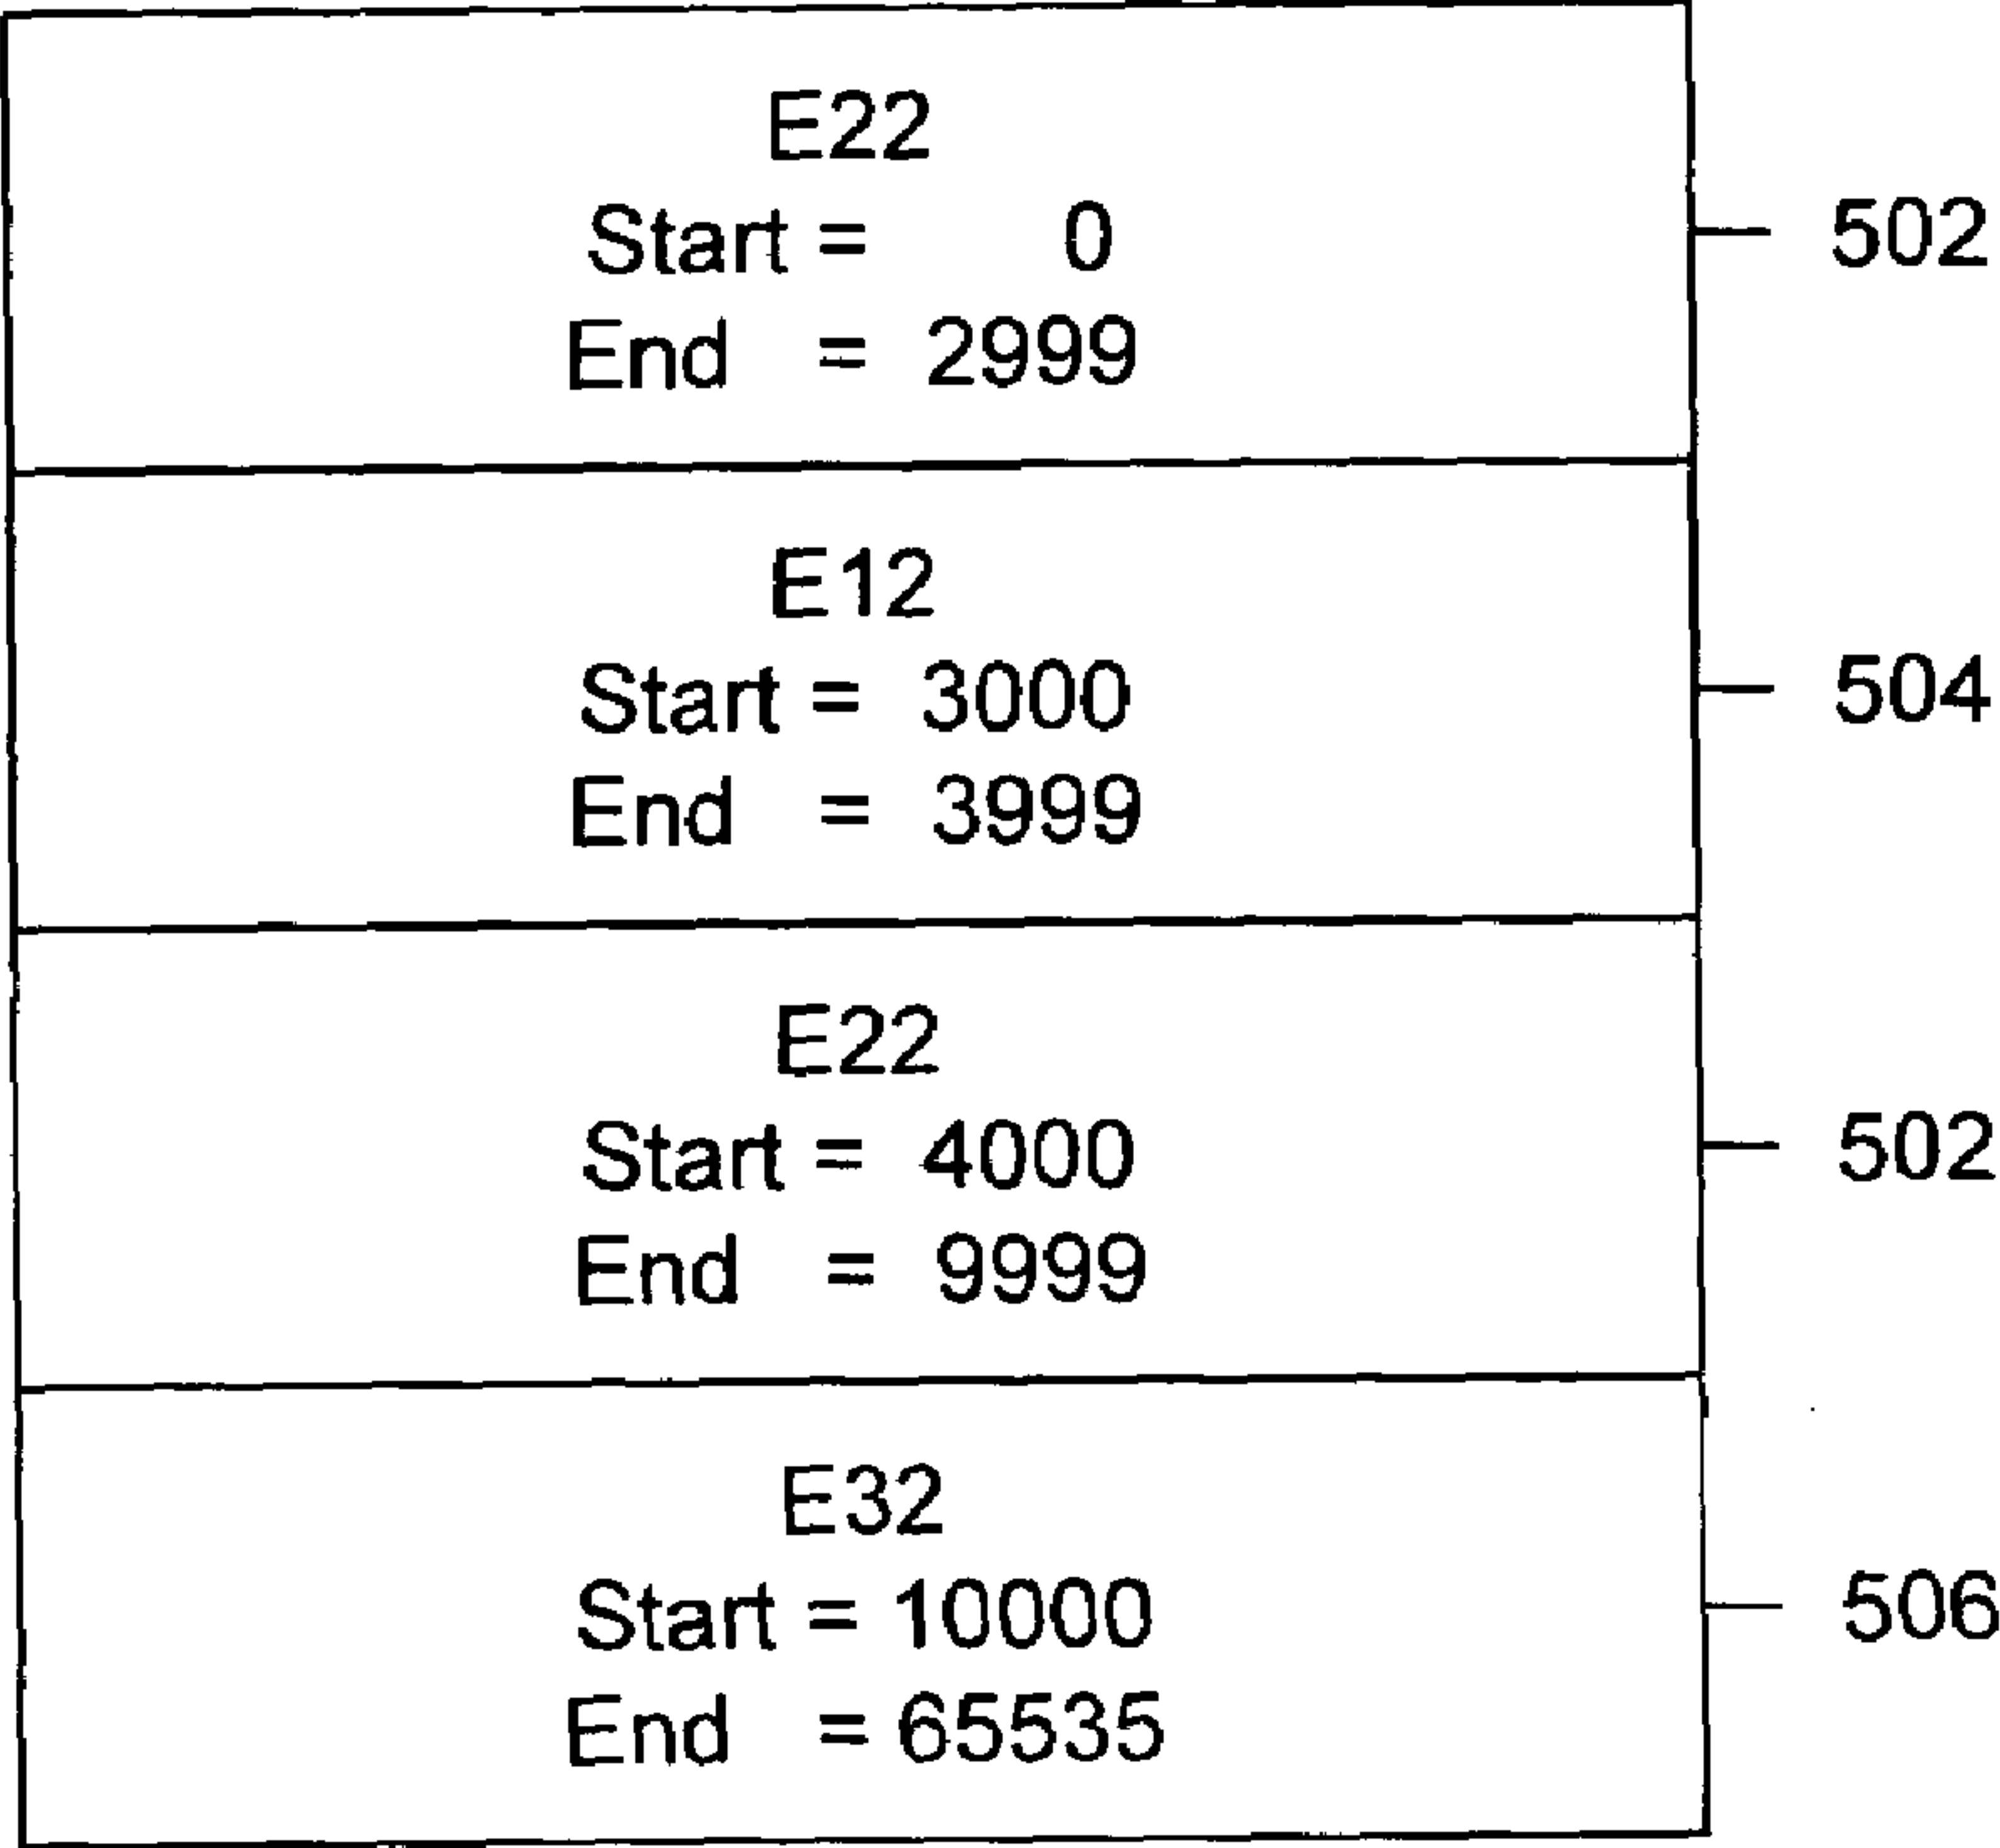 E22
Start = 0
502
End = 2999
E12
Start = 3000
504
End = 3999
E22
Start = 4000
502
End = 9999
E32
Start = 10000
506
End = 65535